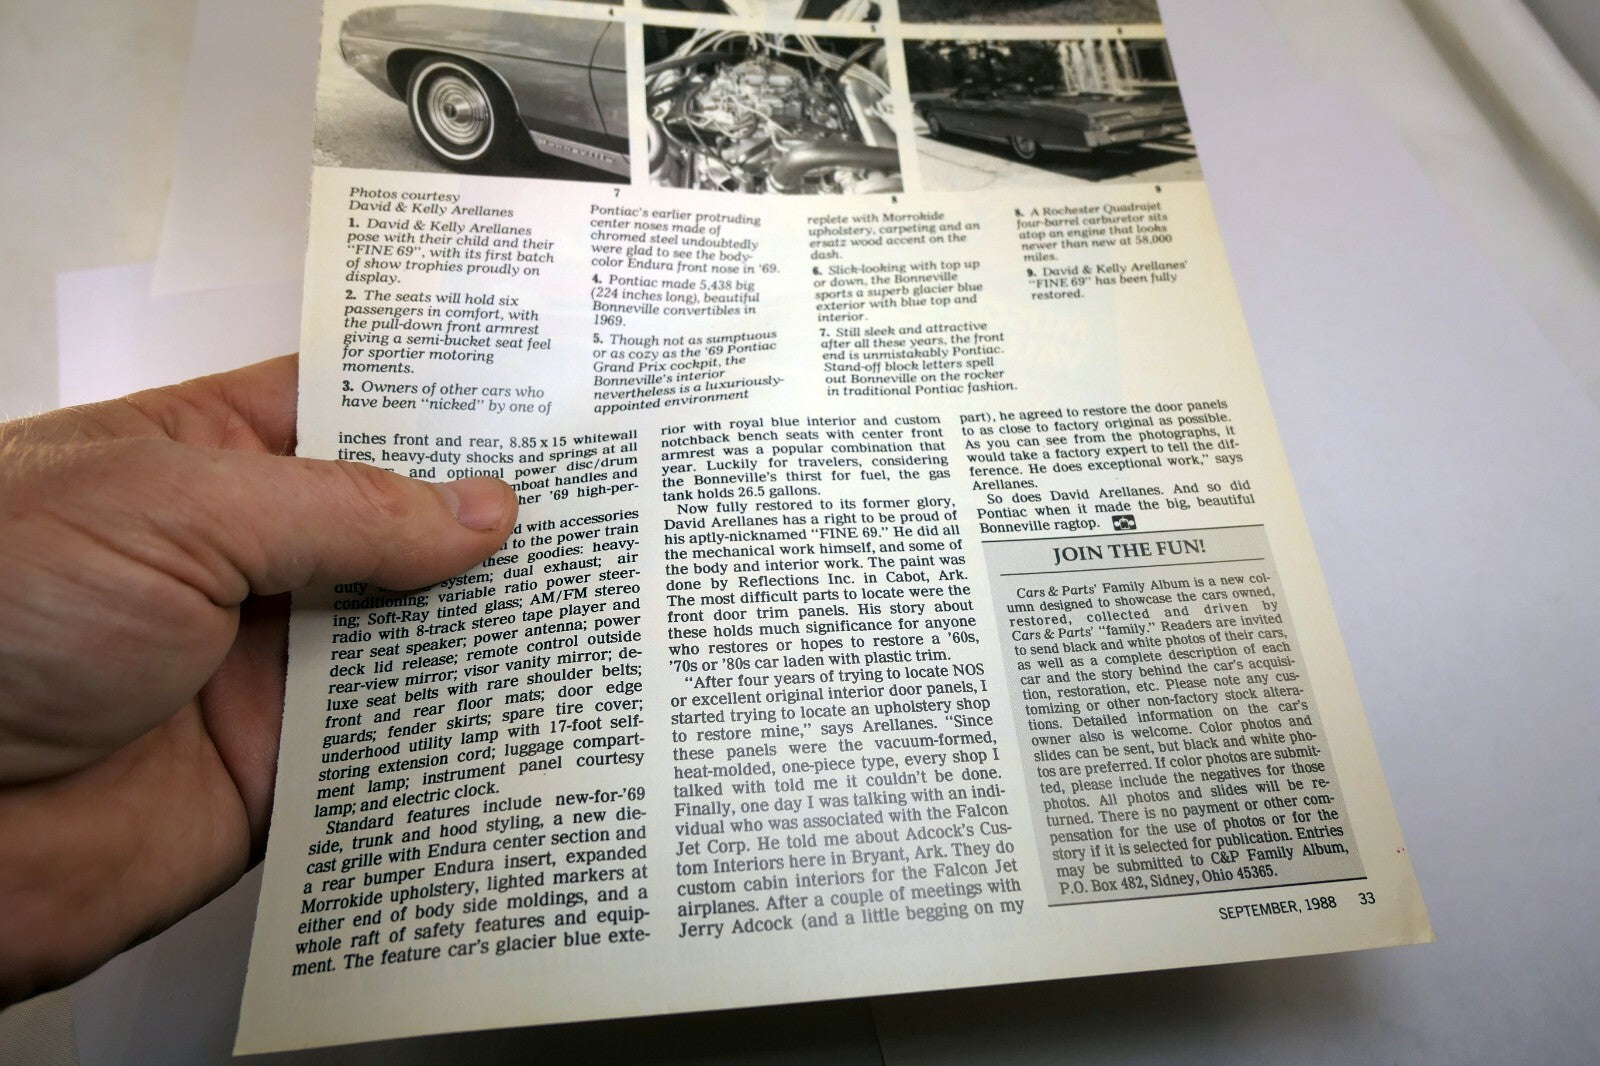 4
5
6
BONNEVILLE
7
8
9
Photos courtesy
David & Kelly Arellanes
1. David & Kelly Arellanes
pose with their child and their
"FINE 69", with its first batch
of show trophies proudly on
display.
2. The seats will hold six
passengers in comfort, with
the pull-down front armrest
giving a semi-bucket seat feel
for sportier motoring
moments.
3. Owners of other cars who
have been "nicked" by one of
Pontiac's earlier protruding
center noses made of
chromed steel undoubtedly
were glad to see the body-
color Endura front nose in '69.
4. Pontiac made 5,438 big
(224 inches long), beautiful
Bonneville convertibles in
1969.
5. Though not as sumptuous
or as cozy as the '69 Pontiac
Grand Prix cockpit, the
Bonneville's interior
nevertheless is a luxuriously-
appointed environment
replete with Morrokide
upholstery, carpeting and an
ersatz wood accent on the
dash.
6. Slick-looking with top up
or down, the Bonneville
sports a superb glacier blue
exterior with blue top and
interior.
7. Still sleek and attractive
after all these years, the front
end is unmistakably Pontiac.
Stand-off block letters spell
out Bonneville on the rocker
in traditional Pontiac fashion.
8. A Rochester Quadrajet
four-barrel carburetor sits
atop an engine that looks
newer than new at 58,000
miles.
9. David & Kelly Arellanes'
"FINE 69" has been fully
restored.
inches front and rear, 8.85 x 15 whitewall
tires, heavy-duty shocks and springs at all
and optional power disc/drum
handles and
'69 high-per-
with accessories
to the power train
these goodies: heavy-
duty system; dual exhaust; air
conditioning; variable ratio power steer-
ing; Soft-Ray tinted glass; AM/FM stereo
radio with 8-track stereo tape player and
rear seat speaker; power antenna; power
deck lid release; remote control outside
rear-view mirror; visor vanity mirror; de-
luxe seat belts with rare shoulder belts;
front and rear floor mats; door edge
guards; fender skirts; spare tire cover;
underhood utility lamp with 17-foot self-
storing extension cord; luggage compart-
ment lamp; instrument panel courtesy
lamp; and electric clock.
Standard features include new-for-'69
side, trunk and hood styling, a new die-
cast grille with Endura center section and
a rear bumper Endura insert, expanded
Morrokide upholstery, lighted markers at
either end of body side moldings, and a
whole raft of safety features and equip-
ment. The feature car's glacier blue exte-
rior with royal blue interior and custom
notchback bench seats with center front
armrest was a popular combination that
year. Luckily for travelers, considering
the Bonneville's thirst for fuel, the gas
tank holds 26.5 gallons.
Now fully restored to its former glory,
David Arellanes has a right to be proud of
his aptly-nicknamed "FINE 69." He did all
the mechanical work himself, and some of
the body and interior work. The paint was
done by Reflections Inc. in Cabot, Ark.
The most difficult parts to locate were the
front door trim panels. His story about
these holds much significance for anyone
who restores or hopes to restore a '60s,
'70s or '80s car laden with plastic trim.
"After four years of trying to locate NOS
or excellent original interior door panels, I
started trying to locate an upholstery shop
to restore mine," says Arellanes. "Since
these panels were the vacuum-formed,
heat-molded, one-piece type, every shop I
talked with told me it couldn't be done.
Finally, one day I was talking with an indi-
vidual who was associated with the Falcon
Jet Corp. He told me about Adcock's Cus-
tom Interiors here in Bryant, Ark. They do
custom cabin interiors for the Falcon Jet
airplanes. After a couple of meetings with
Jerry Adcock (and a little begging on my
part), he agreed to restore the door panels
to as close to factory original as possible.
As you can see from the photographs, it
would take a factory expert to tell the dif-
ference. He does exceptional work," says
Arellanes.
So does David Arellanes. And so did
Pontiac when it made the big, beautiful
Bonneville ragtop.
JOIN THE FUN!
Cars & Parts' Family Album is a new col-
umn designed to showcase the cars owned,
restored, collected and driven by
Cars & Parts' "family." Readers are invited
to send black and white photos of their cars,
as well as a complete description of each
car and the story behind the car's acquisi-
tion, restoration, etc. Please note any cus-
tomizing or other non-factory stock altera-
tions. Detailed information on the car's
owner also is welcome. Color photos and
slides can be sent, but black and white pho-
tos are preferred. If color photos are submit-
ted, please include the negatives for those
photos. All photos and slides will be re-
turned. There is no payment or other com-
pensation for the use of photos or for the
story if it is selected for publication. Entries
may be submitted to C&P Family Album,
P.O. Box 482, Sidney, Ohio 45365.
SEPTEMBER, 1988 33